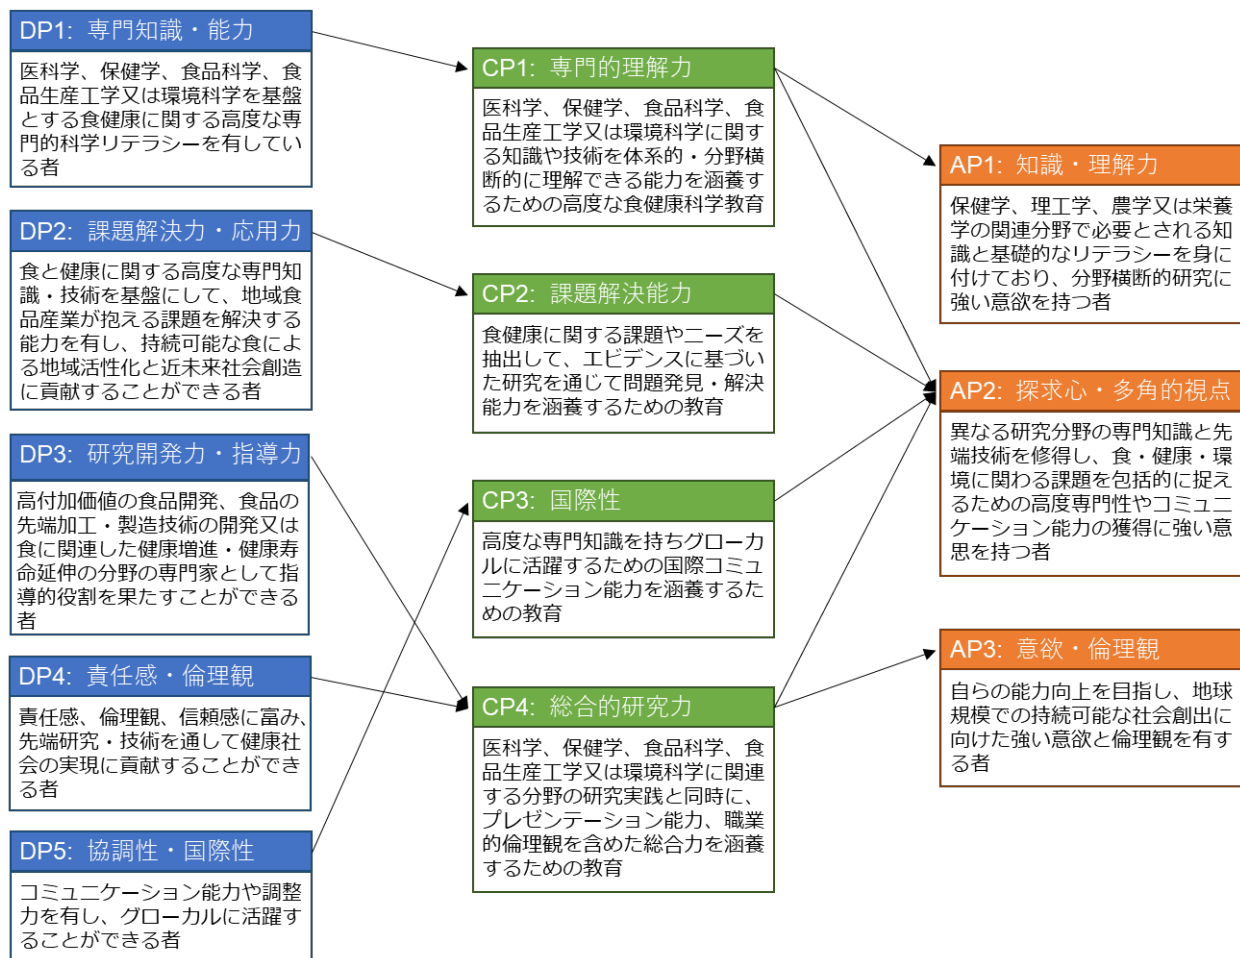 DP1: 専門知識・能力
医科学、保健学、食品科学、食
品生産工学又は環境科学を基盤
とする食健康に関する高度な専
門的科学リテラシーを有してい
る者
DP2: 課題解決力・応用力
食と健康に関する高度な専門知
識・技術を基盤にして、地域食
品産業が抱える課題を解決する
能力を有し、持続可能な食によ
る地域活性化と近未来社会創造
に貢献することができる者
DP3: 研究開発力・指導力
高付加価値の食品開発、食品の
先端加工・製造技術の開発又は
食に関連した健康増進・健康寿
命延伸の分野の専門家として指
導的役割を果たすことができる
者
DP4: 責任感・倫理観
責任感、倫理観、信頼感に富み、
先端研究・技術を通して健康社
会の実現に貢献することができ
る者
DP5: 協調性・国際性
コミュニケーション能力や調整
力を有し、グローカルに活躍す
ることができる者
CP1: 専門的理解力
医科学、保健学、食品科学、食
品生産工学又は環境科学に関す
る知識や技術を体系的・分野横
断的に理解できる能力を涵養す
るための高度な食健康科学教育
CP2: 課題解決能力
食健康に関する課題やニーズを
抽出して、エビデンスに基づい
た研究を通じて問題発見・解決
能力を涵養するための教育
CP3: 国際性
高度な専門知識を持ちグローカ
ルに活躍するための国際コミュ
ニケーション能力を涵養するた
めの教育
CP4: 総合的研究力
医科学、保健学、食品科学、食
品生産工学又は環境科学に関連
する分野の研究実践と同時に、
プレゼンテーション能力、職業
的倫理観を含めた総合力を涵養
するための教育
AP1: 知識・理解力
保健学、理工学、農学又は栄養
学の関連分野で必要とされる知
識と基礎的なリテラシーを身に
付けており、分野横断的研究に
強い意欲を持つ者
AP2: 探求心・多角的視点
異なる研究分野の専門知識と先
端技術を修得し、食・健康・環
境に関わる課題を包括的に捉え
るための高度専門性やコミュニ
ケーション能力の獲得に強い意
思を持つ者
AP3: 意欲・倫理観
自らの能力向上を目指し、地球
規模での持続可能な社会創出に
向けた強い意欲と倫理観を有す
る者